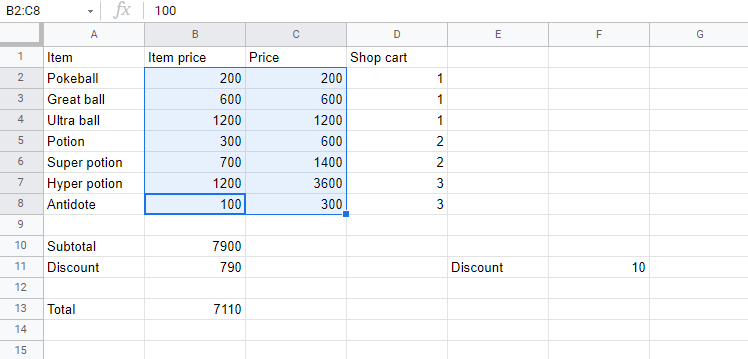 B2:C8 fx 100
A B C D E F G
1 Item Item price Price Shop cart
2 Pokeball 200 200 1
3 Great ball 600 600 1
4 Ultra ball 1200 1200 1
5 Potion 300 600 2
6 Super potion 700 1400 2
7 Hyper potion 1200 3600 3
8 Antidote 100 300 3
9
10 Subtotal 7900
11 Discount 790 Discount 10
12
13 Total 7110
14
15